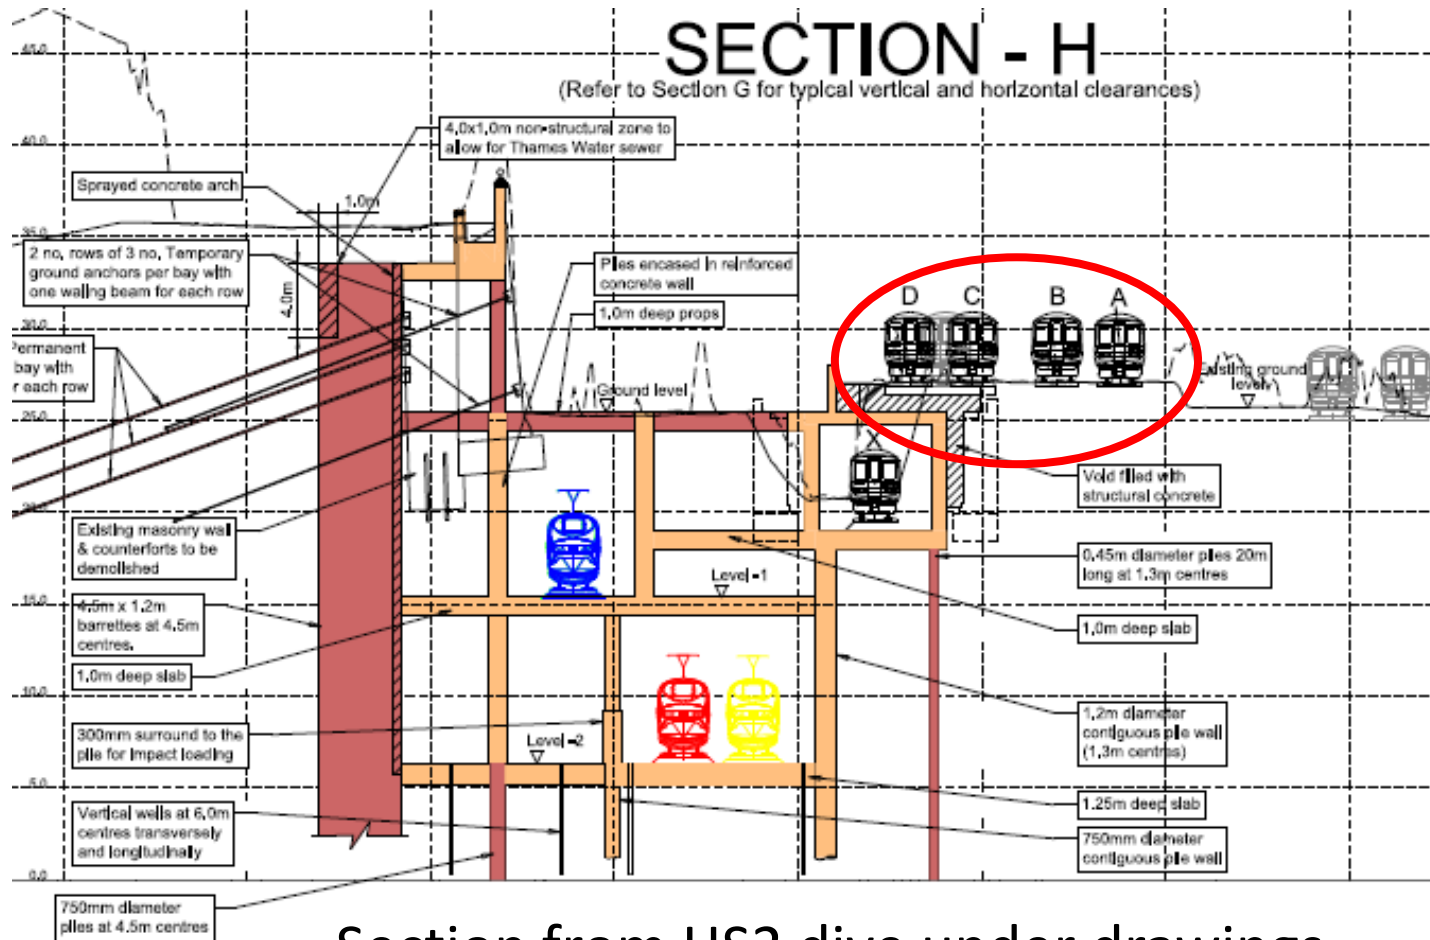 SECTION - H
(Refer to Section G for typical vertical and horizontal clearances)
45.0
4.0x1.0m non-structural zone to
allow for Thames Water sewer
40.0
Sprayed concrete arch
1.0m
35.0
2 no. rows of 3 no. Temporary
ground anchors per bay with
one waling beam for each row
4.0m
Piles encased in reinforced
concrete wall
1.0m deep props
D C B A
30.0
Permanent
bay with
r each row
Ground level
Existing ground
level
25.0
X
Void filled with
structural concrete
Existing masonry wall
& counterforts to be
demolished
0.45m diameter piles 20m
long at 1.3m centres
Level -1
15.0
4.5m x 1.2m
barrettes at 4.5m
centres.
1.0m deep slab
1.0m deep slab
10.0
1.2m diameter
contiguous pile wall
(1.3m centres)
300mm surround to the
pile for impact loading
Level -2
5.0
1.25m deep slab
Vertical wells at 6.0m
centres transversely
and longitudinally
750mm diameter
contiguous pile wall
0.0
750mm diameter
piles at 4.5m centres
Section from HS2 dive under drawings